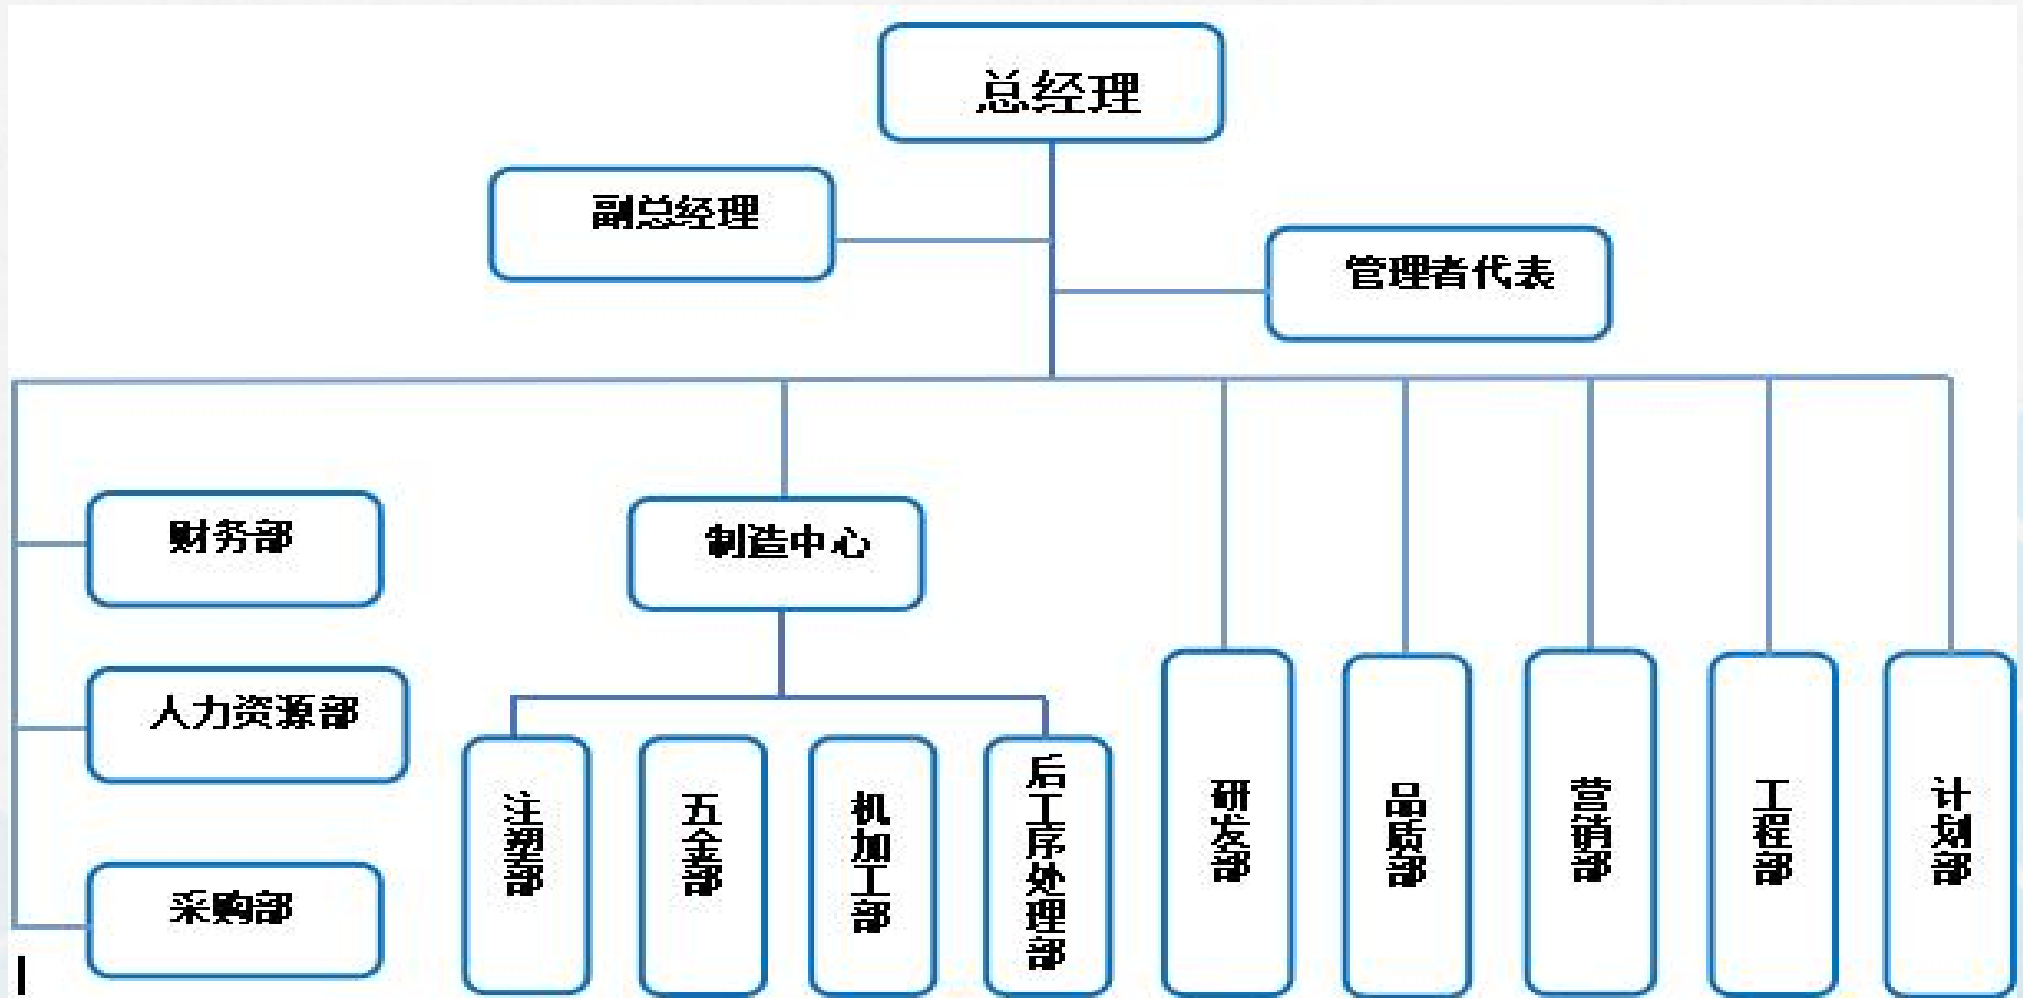 总经理
副总经理
管理者代表
财务部
制造中心
人力资源部
采购部
注塑部
五金部
机加工部
后工序处理部
研发部
品质部
营销部
工程部
计划部